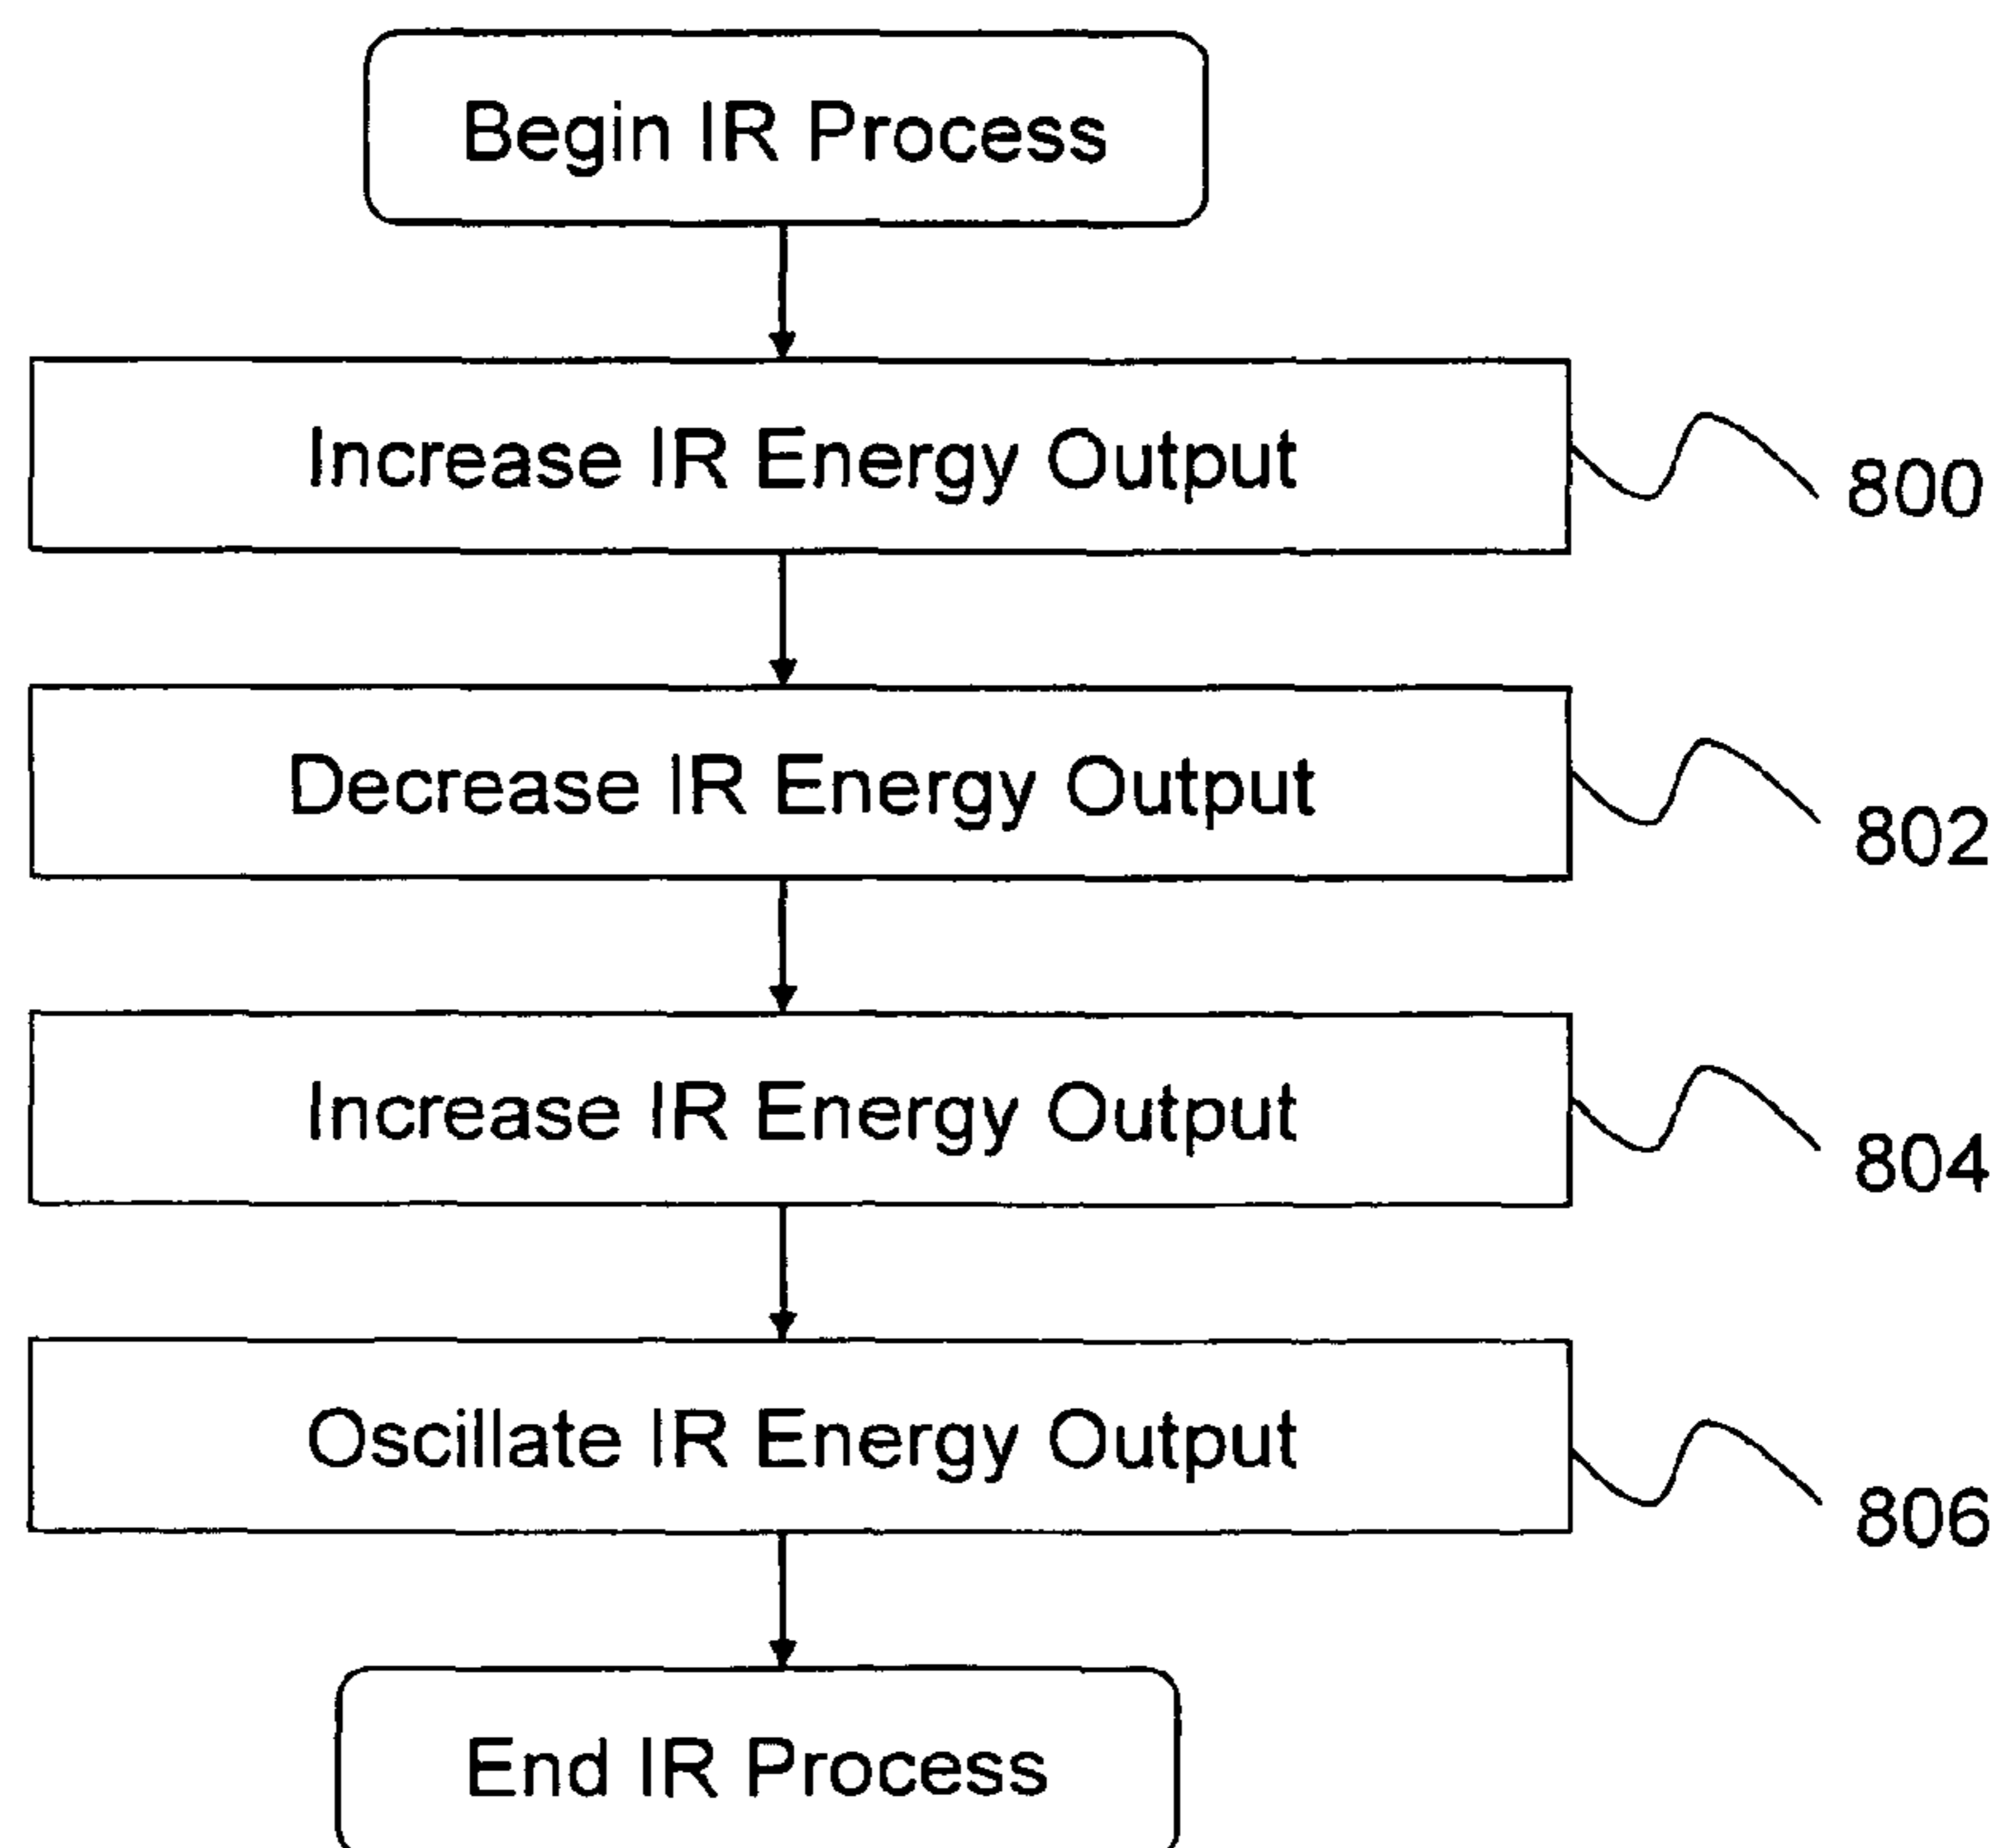 Begin IR Process
Increase IR Energy Output
800
Decrease IR Energy Output
802
Increase IR Energy Output
804
Oscillate IR Energy Output
806
End IR Process